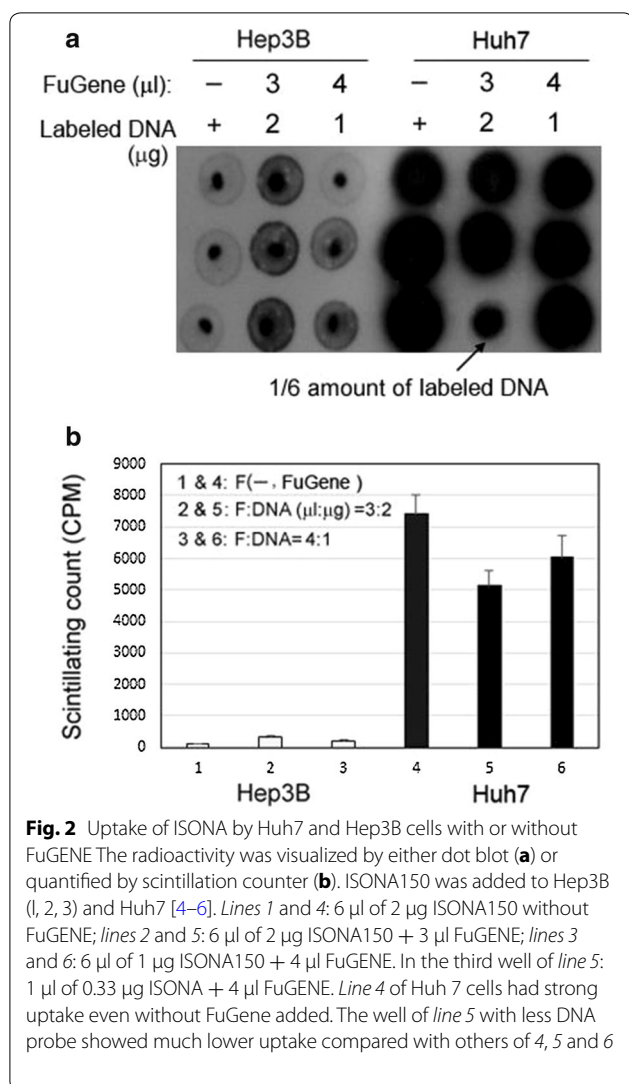 a
Hep3B Huh7
FuGene (µl): – 3 4 – 3 4
Labeled DNA + 2 1 + 2 1
(µg)
1/6 amount of labeled DNA
b
9000
8000
7000
6000
5000
4000
3000
2000
1000
0
Scintillating count (CPM)
1 & 4: F(—, FuGene )
2 & 5: F:DNA (µl:µg) =3:2
3 & 6: F:DNA= 4:1
1 2 3 4 5 6
Hep3B Huh7
Fig. 2 Uptake of ISONA by Huh7 and Hep3B cells with or without
FuGENE The radioactivity was visualized by either dot blot (a) or
quantified by scintillation counter (b). ISONA150 was added to Hep3B
(l, 2, 3) and Huh7 [4–6]. Lines 1 and 4: 6 µl of 2 µg ISONA150 without
FuGENE; lines 2 and 5: 6 µl of 2 µg ISONA150 + 3 µl FuGENE; lines 3
and 6: 6 µl of 1 µg ISONA150 + 4 µl FuGENE. In the third well of line 5:
1 µl of 0.33 µg ISONA + 4 µl FuGENE. Line 4 of Huh 7 cells had strong
uptake even without FuGene added. The well of line 5 with less DNA
probe showed much lower uptake compared with others of 4, 5 and 6